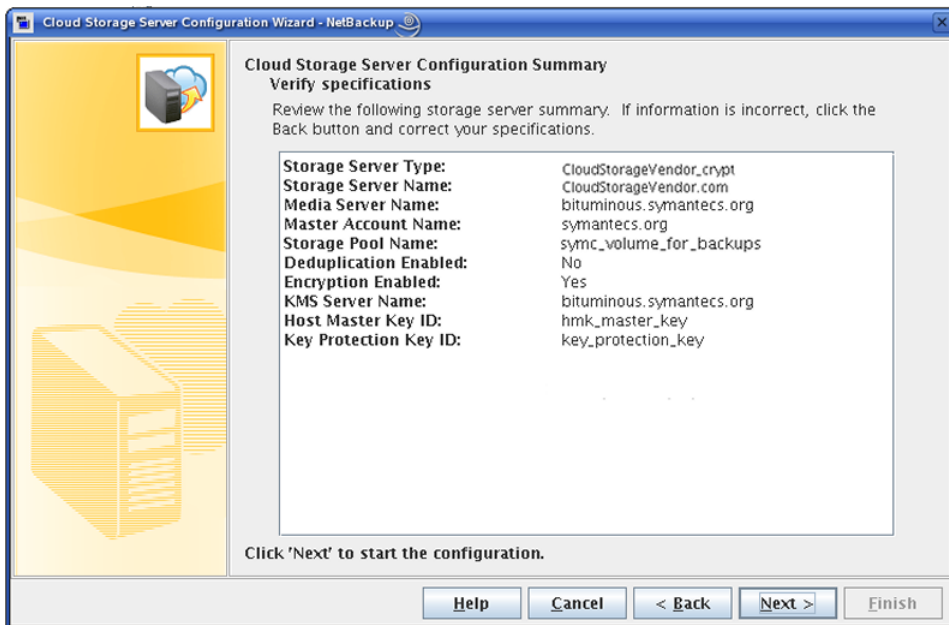 Cloud Storage Server Configuration Wizard - NetBackup
Cloud Storage Server Configuration Summary
Verify specifications
Review the following storage server summary. If information is incorrect, click the
Back button and correct your specifications.
Storage Server Type: CloudStorageVendor_crypt
Storage Server Name: CloudStorageVendor.com
Media Server Name: bituminous.symantecs.org
Master Account Name: symantecs.org
Storage Pool Name: symc_volume_for_backups
Deduplication Enabled: No
Encryption Enabled: Yes
KMS Server Name: bituminous.symantecs.org
Host Master Key ID: hmk_master_key
Key Protection Key ID: key_protection_key
Click 'Next' to start the configuration.
Help Cancel < Back Next > Finish